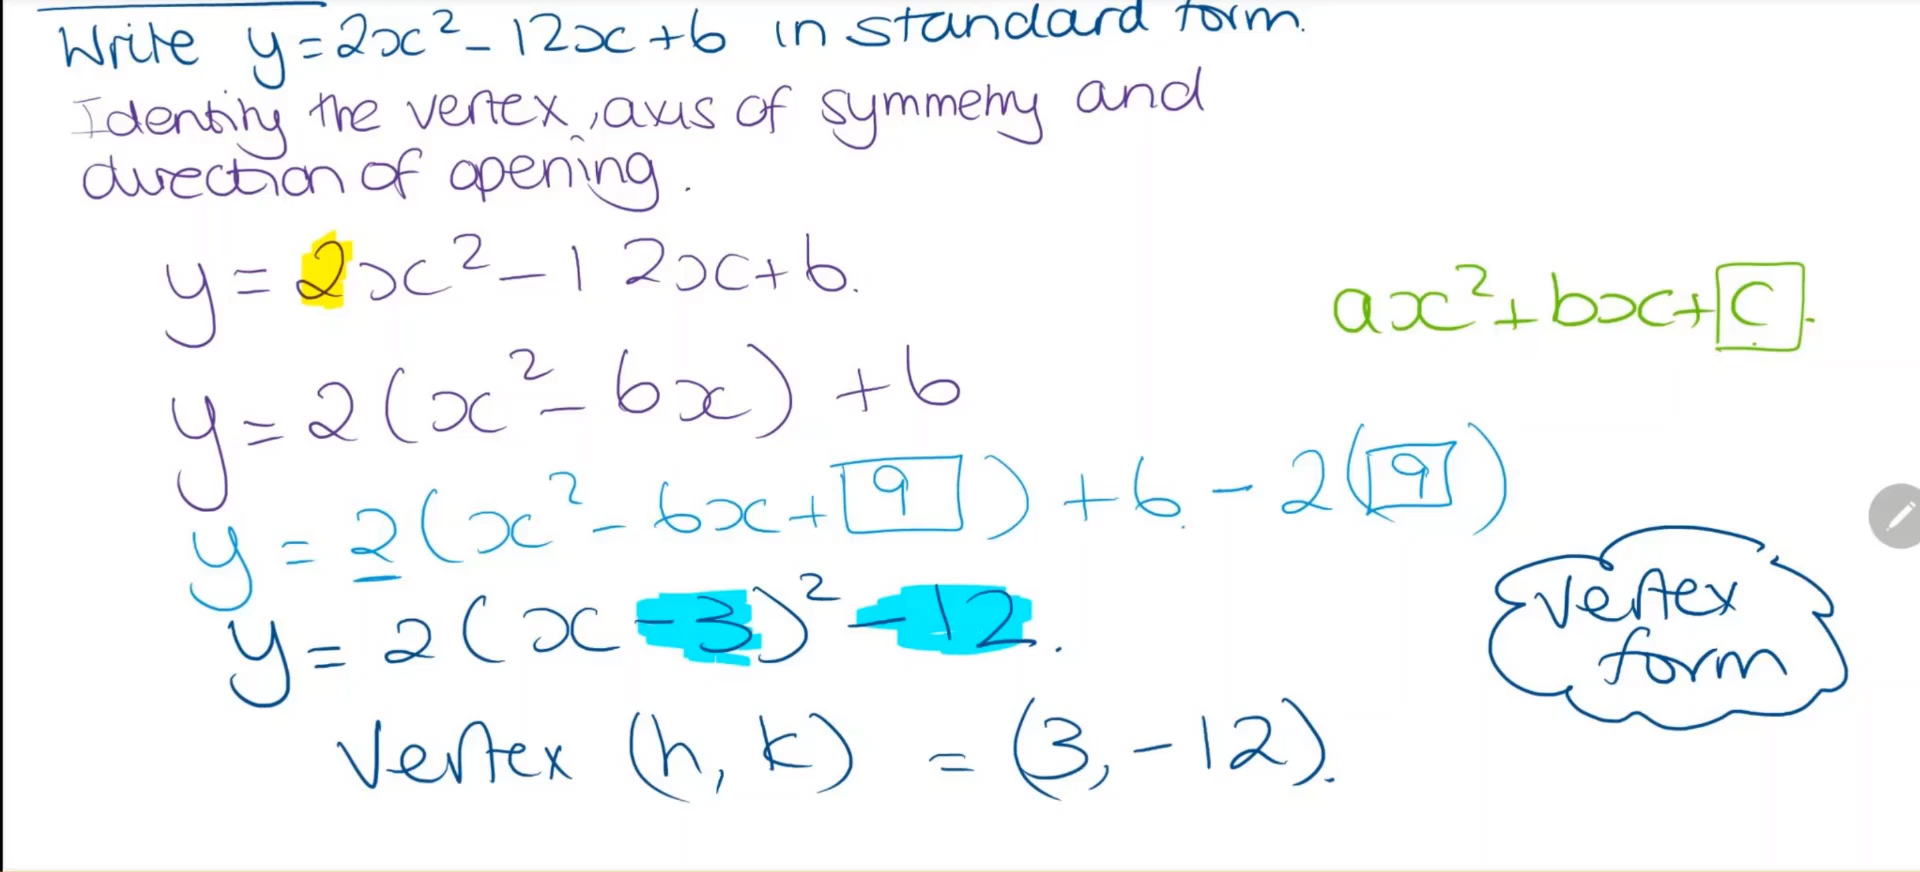 Write y=2x²-12x+6 in standard form.
Identity the vertex, axis of symmetry and
direction of opening.
y=2x²-12x+6.
ax²+bx+c.
y=2(x²-6x)+6
y=2(x²-6x+9)+6-2(9)
y=2(x-3)²-12.
Vertex
form
Vertex (h, k) = (3,-12).